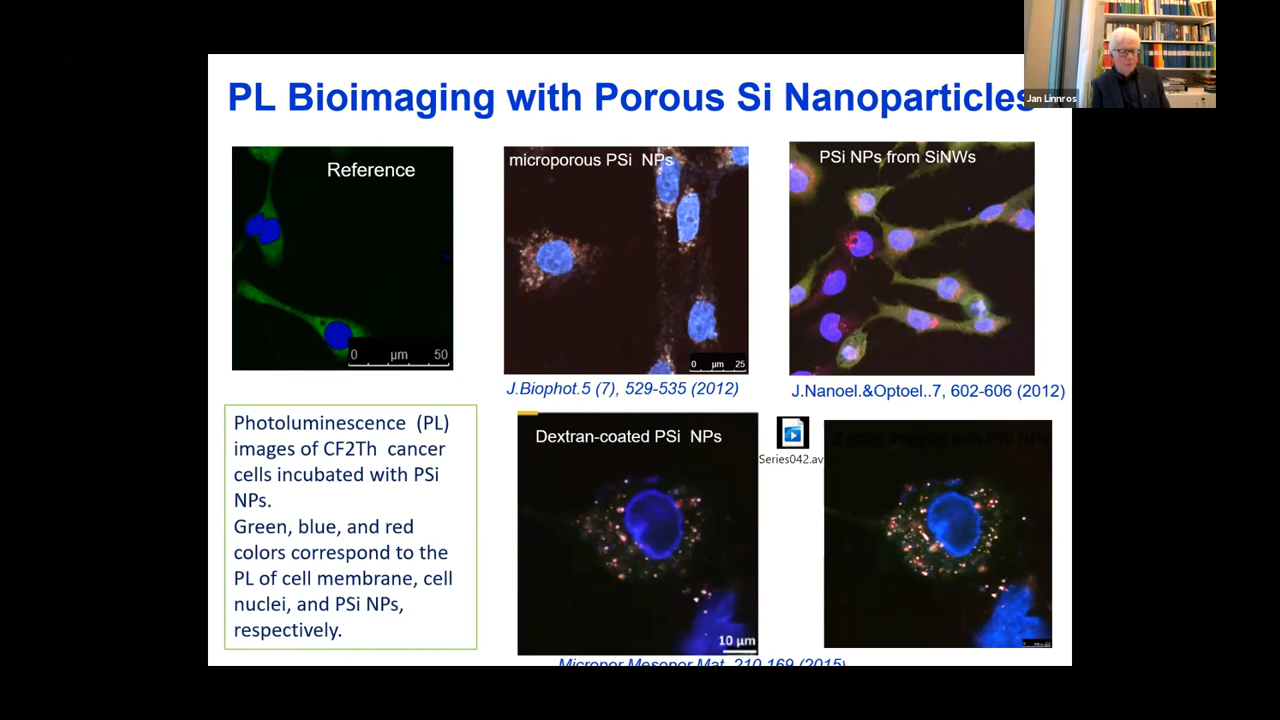 PL Bioimaging with Porous Si Nanoparticles
Jan Linnros
Reference
0 µm 50
microporous PSi NPs
0 µm 25
J.Biophot.5 (7), 529-535 (2012)
PSi NPs from SiNWs
J.Nanoel.&Optoel..7, 602-606 (2012)
Photoluminescence (PL)
images of CF2Th cancer
cells incubated with PSi
NPs.
Green, blue, and red
colors correspond to the
PL of cell membrane, cell
nuclei, and PSi NPs,
respectively.
Dextran-coated PSi NPs
10 µm
Series042.av
Z-scan imaging with PSi NPs
Micropor.Mesopor.Mat. 210,169 (2015)